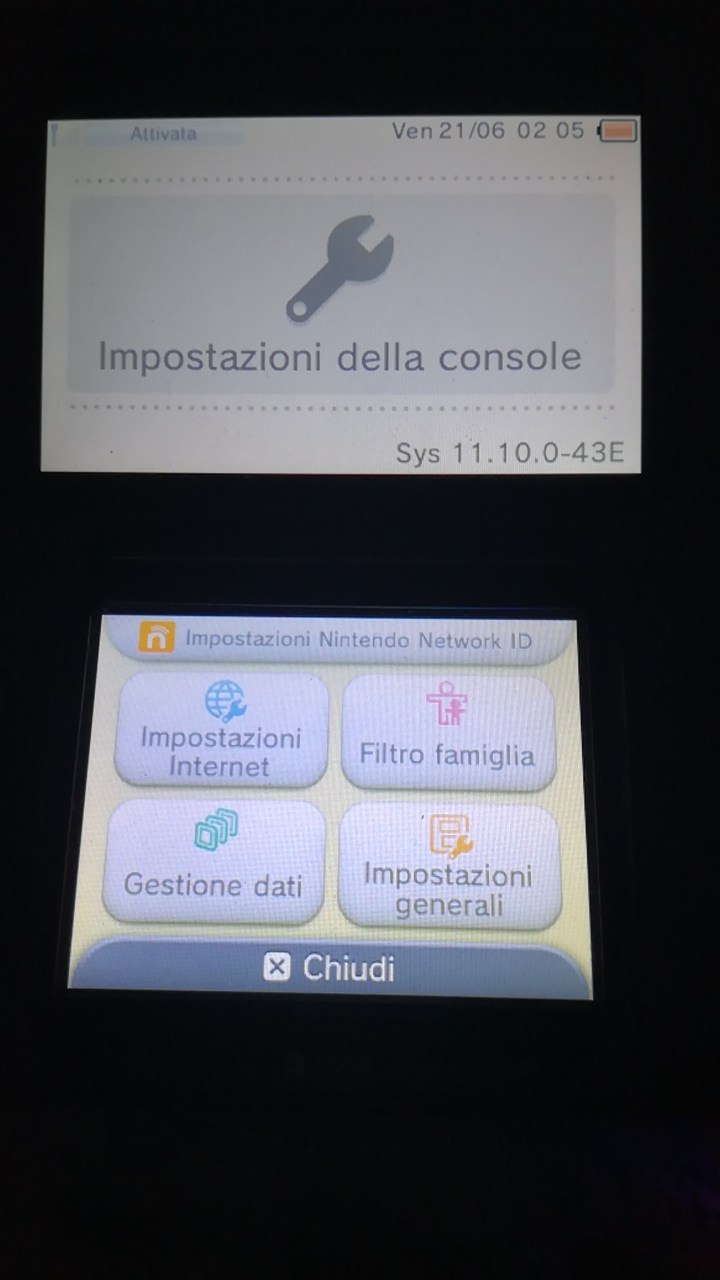 Attivata
Ven 21/06 02 05
Impostazioni della console
Sys 11.10.0-43E
n Impostazioni Nintendo Network ID
Impostazioni
Internet
Filtro famiglia
Gestione dati
Impostazioni
generali
X Chiudi